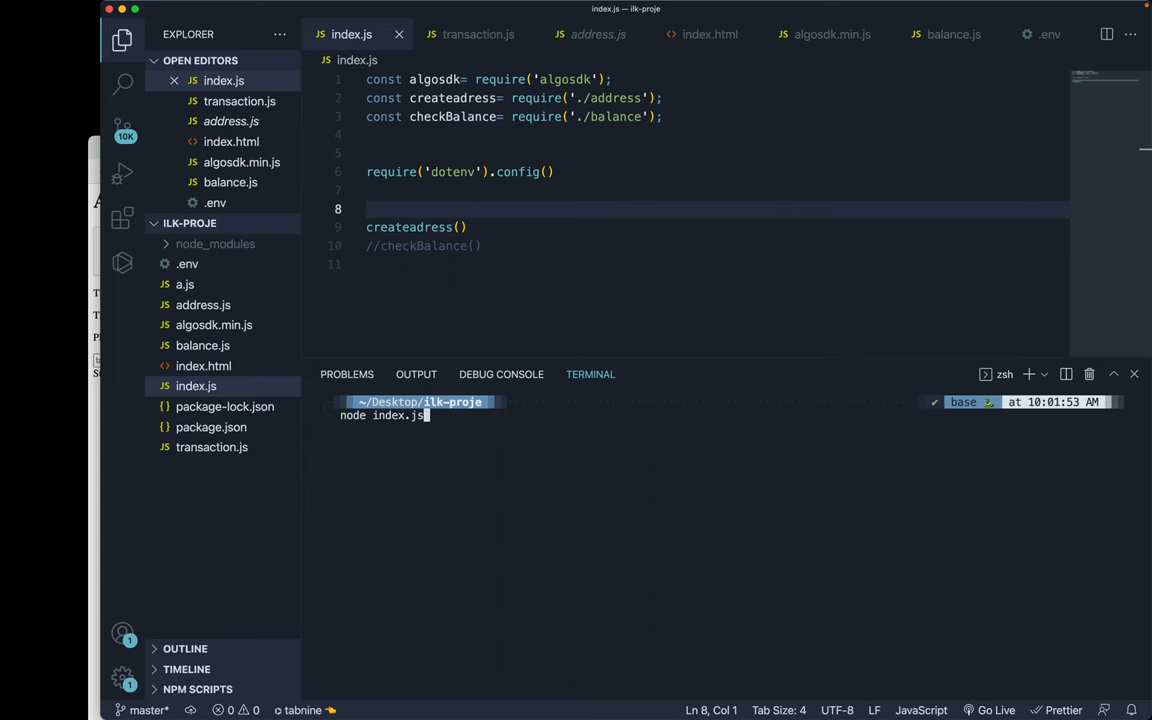 index.js — ilk-proje
EXPLORER
index.js
transaction.js
address.js
index.html
algosdk.min.js
balance.js
.env
OPEN EDITORS
index.js
transaction.js
address.js
index.html
algosdk.min.js
balance.js
.env
ILK-PROJE
node_modules
.env
a.js
address.js
algosdk.min.js
balance.js
index.html
index.js
package-lock.json
package.json
transaction.js
OUTLINE
TIMELINE
NPM SCRIPTS
10K
1
1
index.js
1 const algosdk= require('algosdk');
2 const createadress= require('./address');
3 const checkBalance= require('./balance');
4
5
6 require('dotenv').config()
7
8
9 createadress()
10 //checkBalance()
11
PROBLEMS OUTPUT DEBUG CONSOLE TERMINAL
zsh
~/Desktop/ilk-proje
✔ base 🐍 at 10:01:53 AM
node index.js
master* 0 0 tabnine 👈 Ln 8, Col 1 Tab Size: 4 UTF-8 LF JavaScript Go Live Prettier